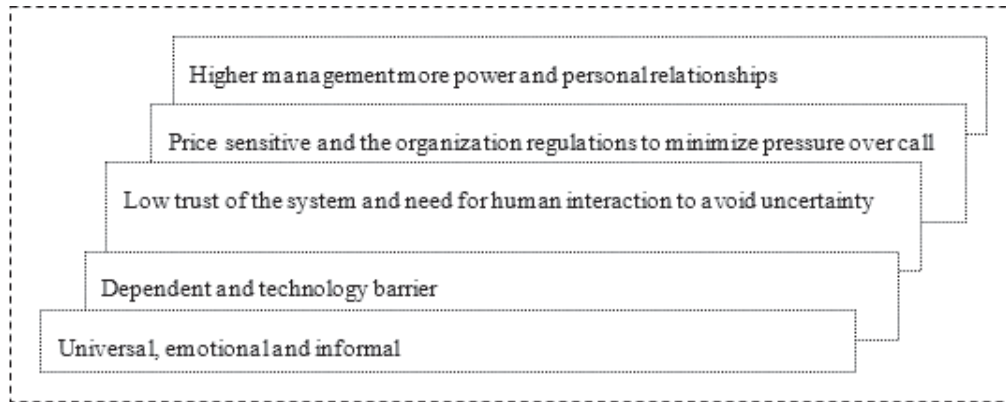 Higher management more power and personal relationships
Price sensitive and the organization regulations to minimize pressure over call
Low trust of the system and need for human interaction to avoid uncertainty
Dependent and technology barrier
Universal, emotional and informal